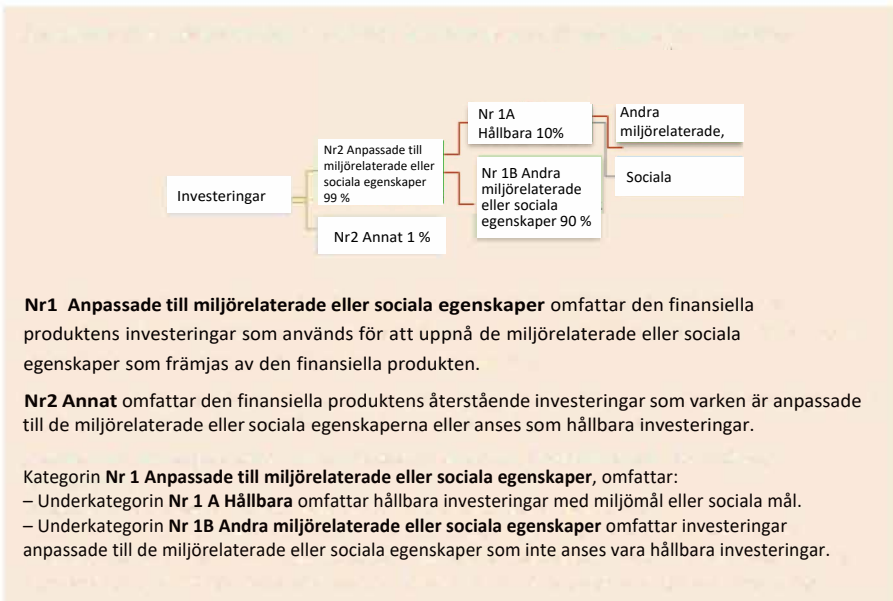 Investeringar
Nr2 Anpassade till
miljörelaterade eller
sociala egenskaper
99 %
Nr2 Annat 1 %
Nr 1A
Hållbara 10%
Nr 1B Andra
miljörelaterade
eller sociala
egenskaper 90 %
Andra
miljörelaterade,
Sociala
Nr1 Anpassade till miljörelaterade eller sociala egenskaper omfattar den finansiella
produktens investeringar som används för att uppnå de miljörelaterade eller sociala
egenskaper som främjas av den finansiella produkten.
Nr2 Annat omfattar den finansiella produktens återstående investeringar som varken är anpassade
till de miljörelaterade eller sociala egenskaperna eller anses som hållbara investeringar.
Kategorin Nr 1 Anpassade till miljörelaterade eller sociala egenskaper, omfattar:
– Underkategorin Nr 1 A Hållbara omfattar hållbara investeringar med miljömål eller sociala mål.
– Underkategorin Nr 1B Andra miljörelaterade eller sociala egenskaper omfattar investeringar
anpassade till de miljörelaterade eller sociala egenskaper som inte anses vara hållbara investeringar.